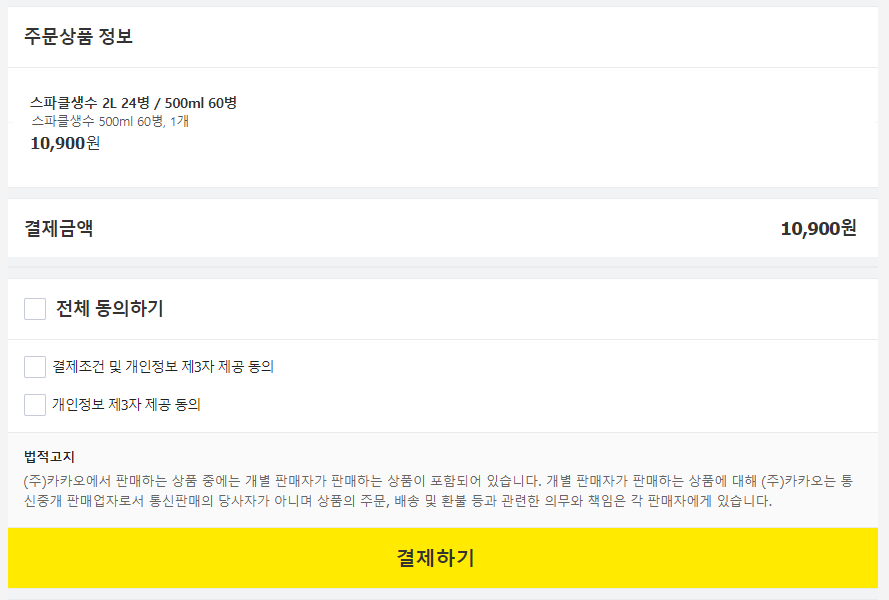 주문상품 정보
스파클생수 2L 24병 / 500ml 60병
스파클생수 500ml 60병, 1개
10,900원
결제금액 10,900원
전체 동의하기
결제조건 및 개인정보 제3자 제공 동의
개인정보 제3자 제공 동의
법적고지
(주)카카오에서 판매하는 상품 중에는 개별 판매자가 판매하는 상품이 포함되어 있습니다. 개별 판매자가 판매하는 상품에 대해 (주)카카오는 통
신중개 판매업자로서 통신판매의 당사자가 아니며 상품의 주문, 배송 및 환불 등과 관련한 의무와 책임은 각 판매자에게 있습니다.
결제하기